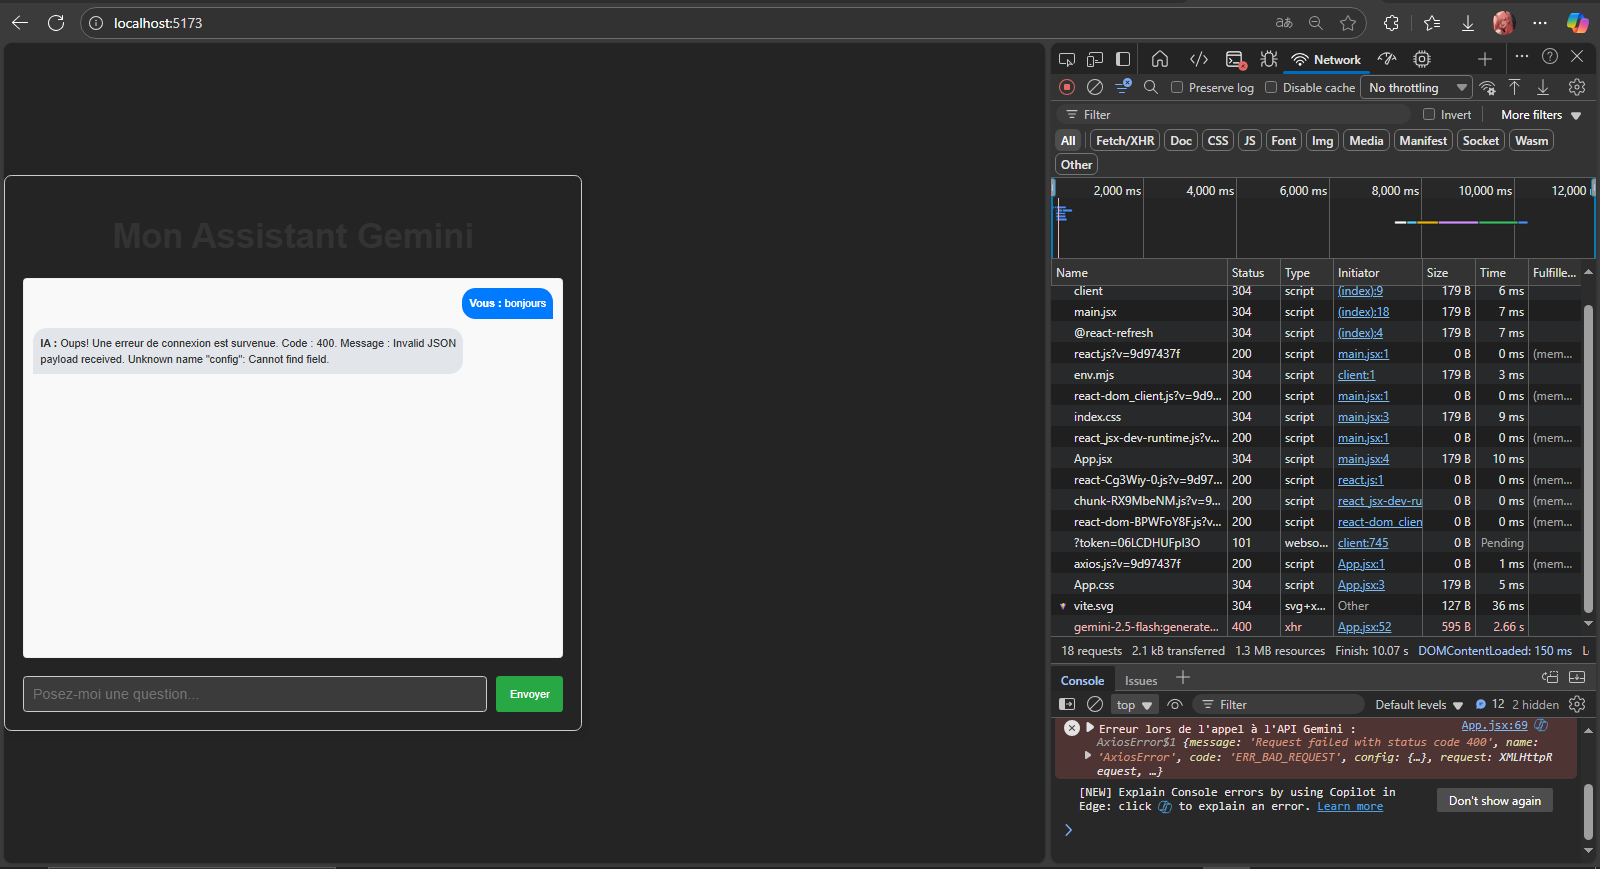 localhost:5173
Mon Assistant Gemini
Vous : bonjours
IA : Oups! Une erreur de connexion est survenue. Code : 400. Message : Invalid JSON
payload received. Unknown name "config": Cannot find field.
Posez-moi une question...
Envoyer
Network
Preserve log
Disable cache
No throttling
Filter
Invert
More filters
All
Fetch/XHR
Doc
CSS
JS
Font
Img
Media
Manifest
Socket
Wasm
Other
2,000 ms
4,000 ms
6,000 ms
8,000 ms
10,000 ms
12,000
Name Status Type Initiator Size Time Fulfille...
client 304 script (index):9 179 B 6 ms
main.jsx 304 script (index):18 179 B 7 ms
@react-refresh 304 script (index):4 179 B 7 ms
react.js?v=9d97437f 200 script main.jsx:1 0 B 0 ms (mem...
env.mjs 304 script client:1 179 B 3 ms
react-dom_client.js?v=9d9... 200 script main.jsx:1 0 B 0 ms (mem...
index.css 304 script main.jsx:3 179 B 9 ms
react_jsx-dev-runtime.js?v... 200 script main.jsx:1 0 B 0 ms (mem...
App.jsx 304 script main.jsx:4 179 B 10 ms
react-Cg3Wiy-0.js?v=9d97... 200 script react.js:1 0 B 0 ms (mem...
chunk-RX9MbeNM.js?v=9... 200 script react_jsx-dev-ru 0 B 0 ms (mem...
react-dom-BPWFoY8F.js?v... 200 script react-dom_clien 0 B 0 ms (mem...
?token=06LCDHUFpI3O 101 webso... client:745 0 B Pending
axios.js?v=9d97437f 200 script App.jsx:1 0 B 1 ms (mem...
App.css 304 script App.jsx:3 179 B 5 ms
vite.svg 304 svg+x... Other 127 B 36 ms
gemini-2.5-flash:generate... 400 xhr App.jsx:52 595 B 2.66 s
18 requests 2.1 kB transferred 1.3 MB resources Finish: 10.07 s DOMContentLoaded: 150 ms L
Console
Issues
top
Filter
Default levels
12
2 hidden
Erreur lors de l'appel à l'API Gemini : App.jsx:69
AxiosError$1 {message: 'Request failed with status code 400', name:
'AxiosError', code: 'ERR_BAD_REQUEST', config: {…}, request: XMLHttpR
equest, …}
[NEW] Explain Console errors by using Copilot in
Edge: click to explain an error. Learn more
Don't show again